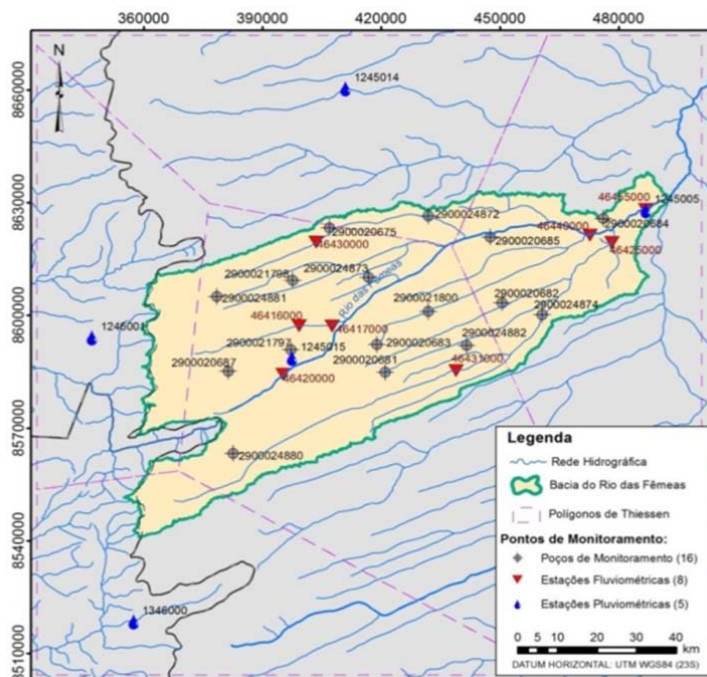 360000 390000 420000 450000 480000
N
8660000
8630000
8600000
8570000
8540000
8510000
1245014
46455000
1245005
2900024872
2900020675
46430000
46449000
2900020684
2900020685
46425000
2900021798
2900024873
Rio das Fêmeas
2900024881
2900021800
2900020682
2900024874
46416000
46417000
1246001
2900021797
1245015
2900020683
2900024882
2900020687
46420000
2900020681
46431000
2900024880
1346000
Legenda
Rede Hidrográfica
Bacia do Rio das Fêmeas
Polígonos de Thiessen
Pontos de Monitoramento:
Poços de Monitoramento (16)
Estações Fluviométricas (8)
Estações Pluviométricas (5)
0 5 10 20 30 40
km
DATUM HORIZONTAL: UTM WGS84 (23S)